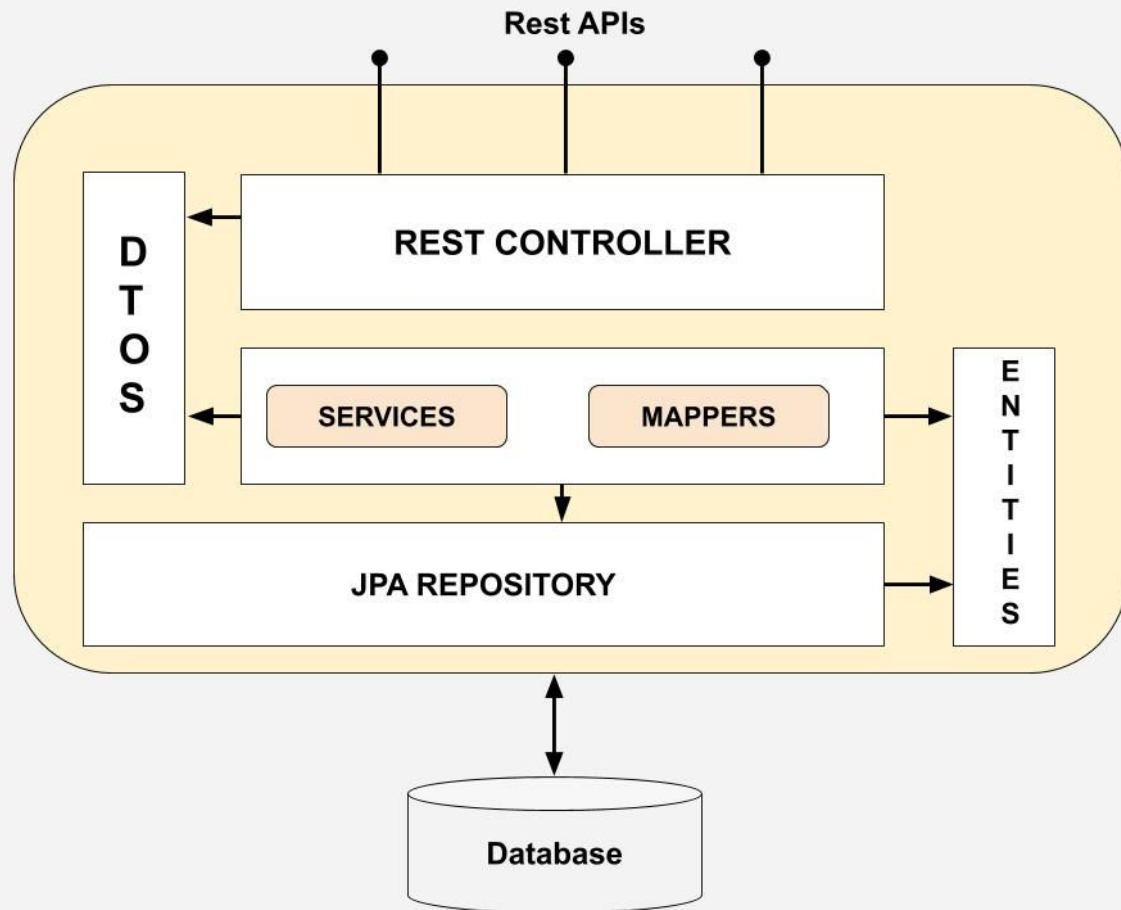 Rest APIs
D
T
O
S
REST CONTROLLER
SERVICES
MAPPERS
E
N
T
I
T
I
E
S
JPA REPOSITORY
Database